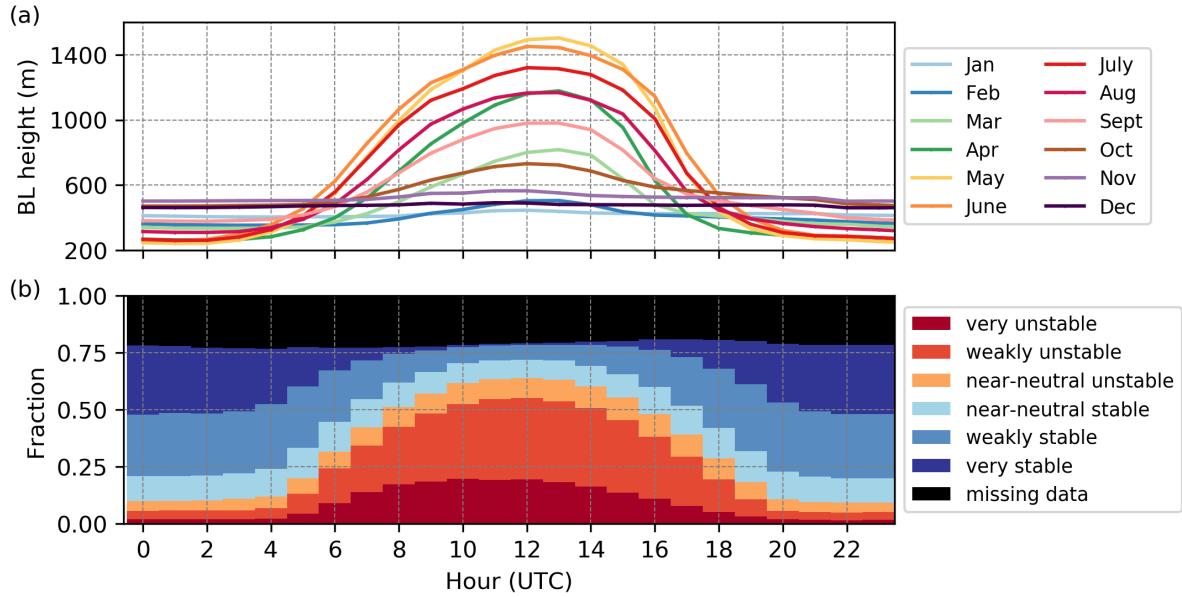 (a)
BL height (m)
1400
1000
600
200
Jan
July
Feb
Aug
Mar
Sept
Apr
Oct
May
Nov
June
Dec
(b)
Fraction
1.00
0.75
0.50
0.25
0.00
very unstable
weakly unstable
near-neutral unstable
near-neutral stable
weakly stable
very stable
missing data
0 2 4 6 8 10 12 14 16 18 20 22
Hour (UTC)